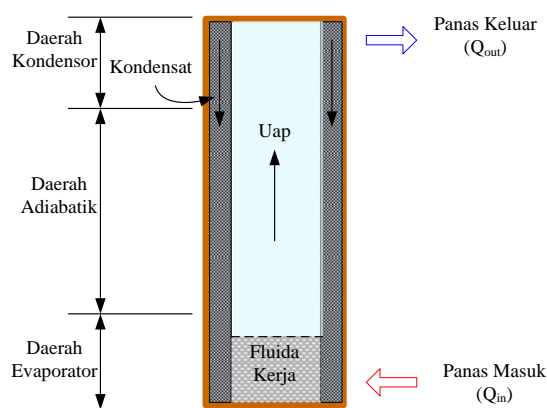 Daerah
Kondensor
Kondensat
Panas Keluar
(Qout)
Uap
Daerah
Adiabatik
Daerah
Evaporator
Fluida
Kerja
Panas Masuk
(Qin)